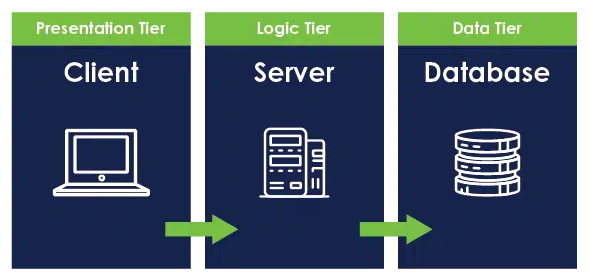 Presentation Tier
Client
Logic Tier
Server
Data Tier
Database